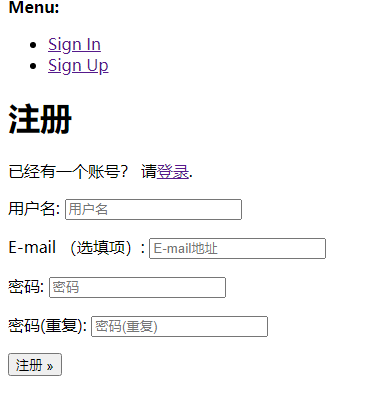 Menu:
Sign In
Sign Up
注册
已经有一个账号？ 请登录.
用户名: 用户名
E-mail （选填项）: E-mail地址
密码: 密码
密码(重复): 密码(重复)
注册 »